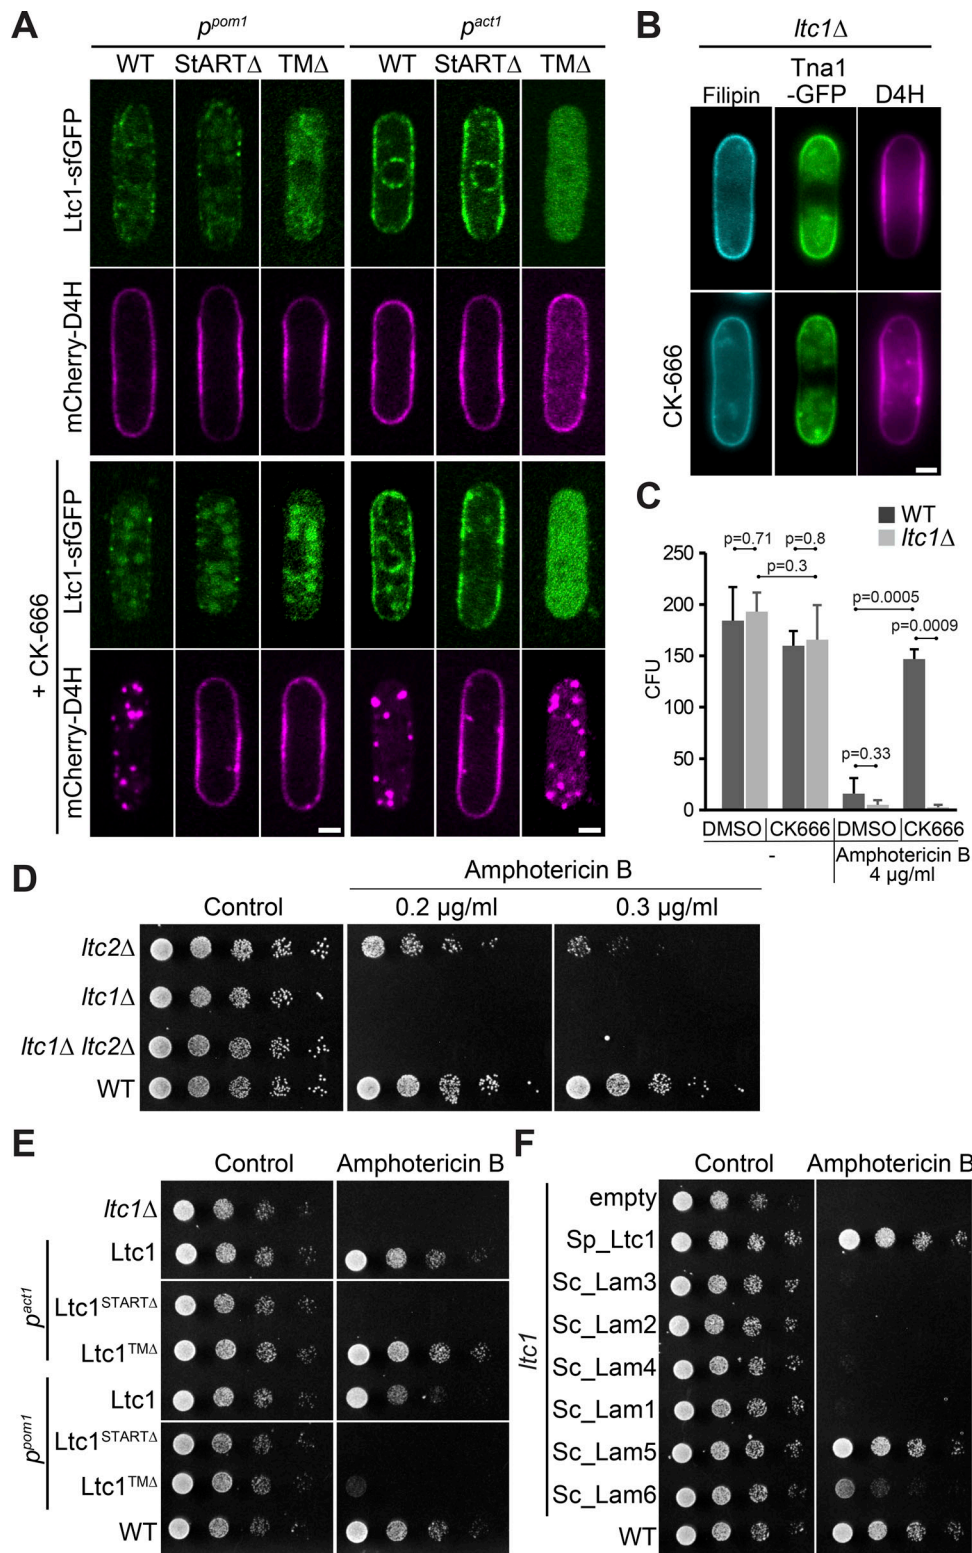 A
p^pom1 p^act1
WT StARTΔ TMΔ WT StARTΔ TMΔ
Ltc1-sfGFP
mCherry-D4H
+ CK-666
Ltc1-sfGFP
mCherry-D4H
B
ltc1Δ
Filipin Tna1 D4H
-GFP
CK-666
C
WT
ltc1Δ
p=0.71 p=0.8
p=0.3
p=0.0005
p=0.0009
p=0.33
CFU
250
200
150
100
50
0
DMSO CK666 DMSO CK666
- Amphotericin B
4 µg/ml
D
Amphotericin B
Control 0.2 µg/ml 0.3 µg/ml
ltc2Δ
ltc1Δ
ltc1Δ ltc2Δ
WT
E
Control Amphotericin B
ltc1Δ
p^act1
Ltc1
Ltc1^STARTΔ
Ltc1^TMΔ
p^pom1
Ltc1
Ltc1^STARTΔ
Ltc1^TMΔ
WT
F
Control Amphotericin B
ltc1
empty
Sp_Ltc1
Sc_Lam3
Sc_Lam2
Sc_Lam4
Sc_Lam1
Sc_Lam5
Sc_Lam6
WT